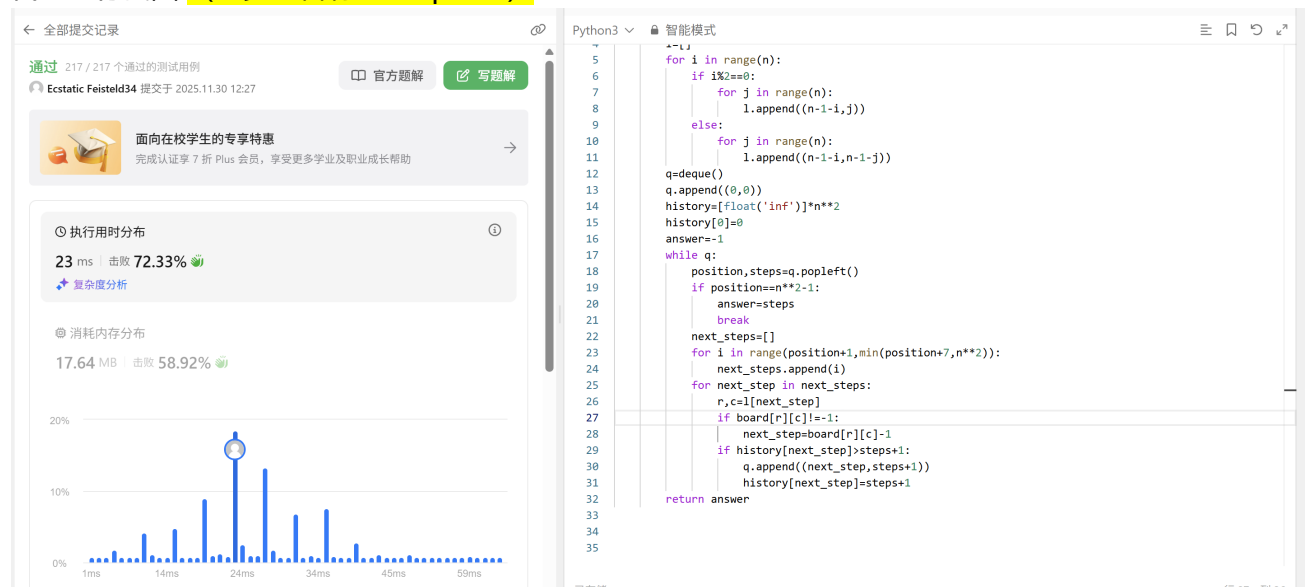 ← 全部提交记录
通过 217 / 217 个通过的测试用例
Ecstatic Feisteld34 提交于 2025.11.30 12:27
官方题解
写题解
面向在校学生的专享特惠
完成认证享 7 折 Plus 会员，享受更多学业及职业成长帮助
执行用时分布
23 ms | 击败 72.33%
复杂度分析
消耗内存分布
17.64 MB | 击败 58.92%
20%
10%
0%
1ms 14ms 24ms 34ms 45ms 59ms
Python3 智能模式
4 l=[]
5 for i in range(n):
6 if i%2==0:
7 for j in range(n):
8 l.append((n-1-i,j))
9 else:
10 for j in range(n):
11 l.append((n-1-i,n-1-j))
12 q=deque()
13 q.append((0,0))
14 history=[float('inf')]*n**2
15 history[0]=0
16 answer=-1
17 while q:
18 position,steps=q.popleft()
19 if position==n**2-1:
20 answer=steps
21 break
22 next_steps=[]
23 for i in range(position+1,min(position+7,n**2)):
24 next_steps.append(i)
25 for next_step in next_steps:
26 r,c=l[next_step]
27 if board[r][c]!=-1:
28 next_step=board[r][c]-1
29 if history[next_step]>steps+1:
30 q.append((next_step,steps+1))
31 history[next_step]=steps+1
32 return answer
33
34
35